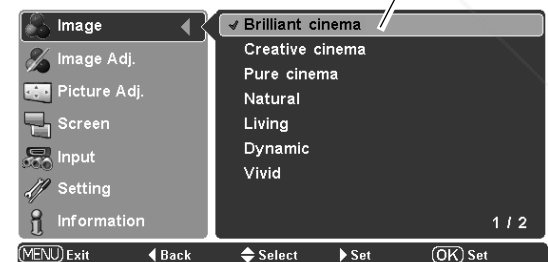 Image
Image Adj.
Picture Adj.
Screen
Input
Setting
Information
Brilliant cinema
Creative cinema
Pure cinema
Natural
Living
Dynamic
Vivid
1 / 2
MENU Exit Back Select Set OK Set